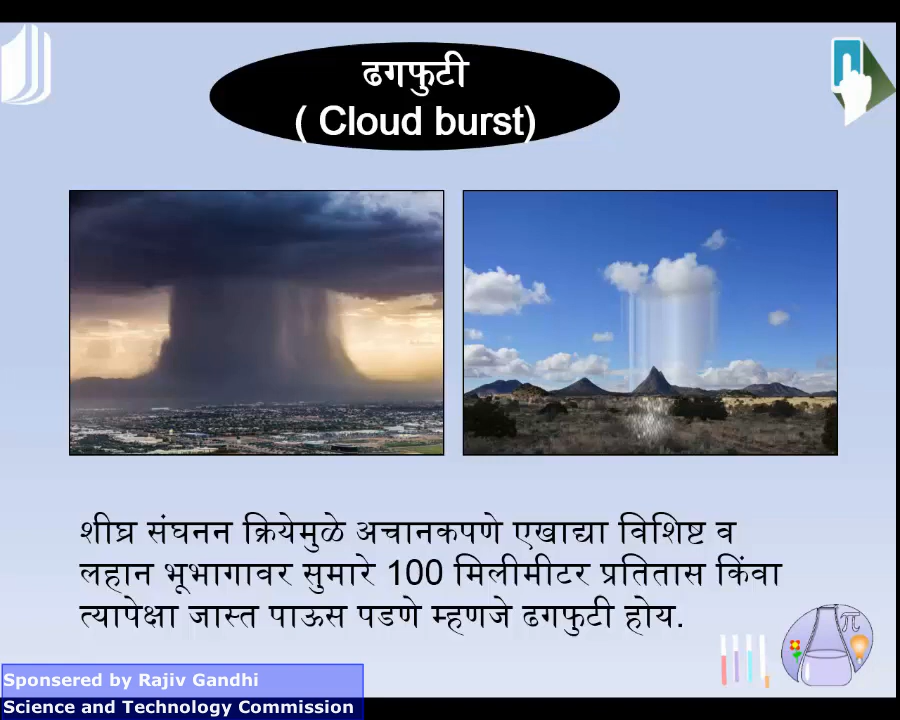 ढगफुटी
( Cloud burst)
शीघ्र संघनन क्रियेमुळे अचानकपणे एखाद्या विशिष्ट व
लहान भूभागावर सुमारे 100 मिलीमीटर प्रतितास किंवा
त्यापेक्षा जास्त पाऊस पडणे म्हणजे ढगफुटी होय.
π
Sponsered by Rajiv Gandhi
Science and Technology Commission